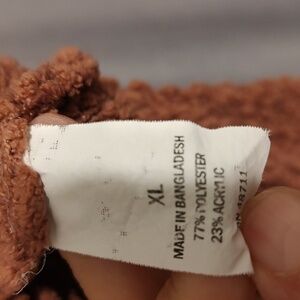 XL
MADE IN BANGLADESH
77% POLYESTER
23% ACRYLIC